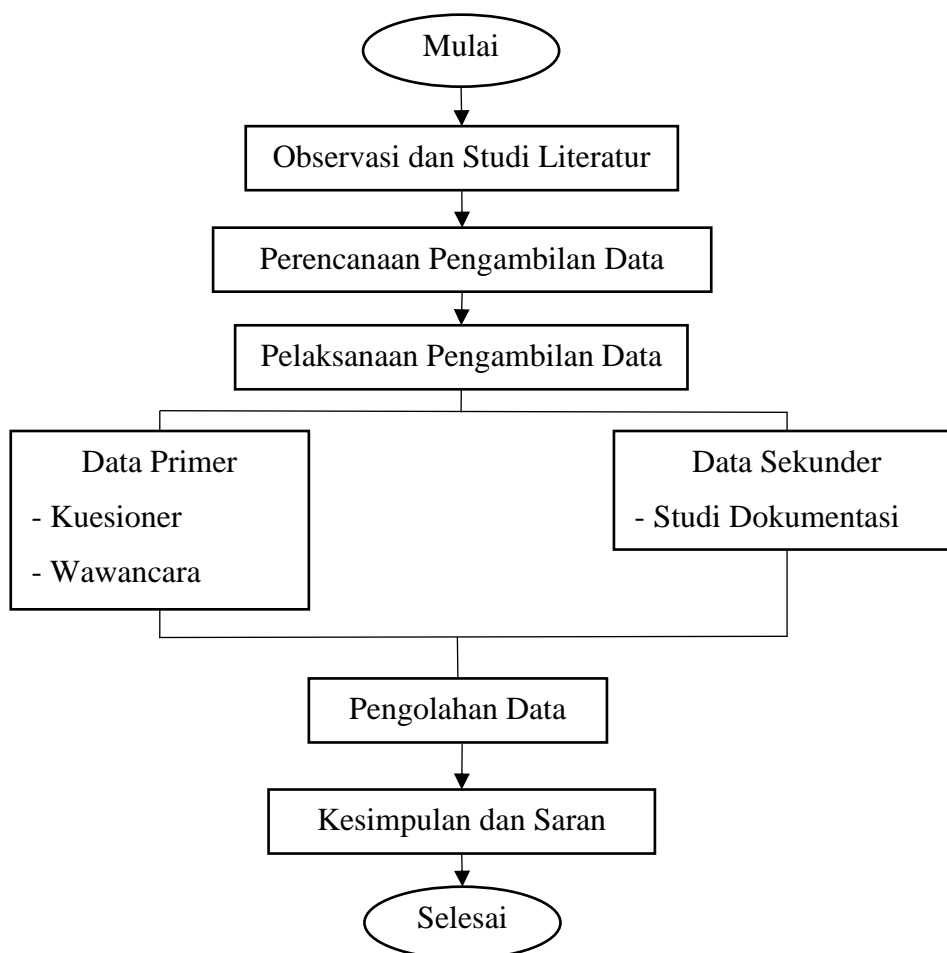 Mulai
Observasi dan Studi Literatur
Perencanaan Pengambilan Data
Pelaksanaan Pengambilan Data
Data Primer
- Kuesioner
- Wawancara
Data Sekunder
- Studi Dokumentasi
Pengolahan Data
Kesimpulan dan Saran
Selesai